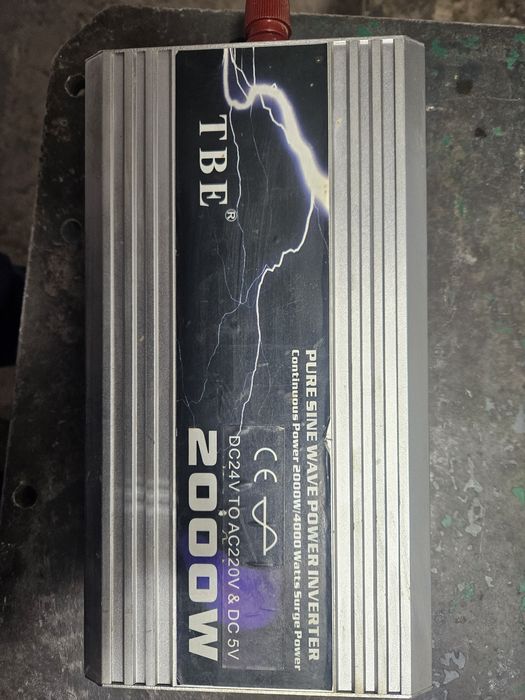 TBE®
PURE SINE WAVE POWER INVERTER
Continuous Power 2000W/4000 Watts Surge Power
CE
DC24V TO AC220V & DC 5V
2000W